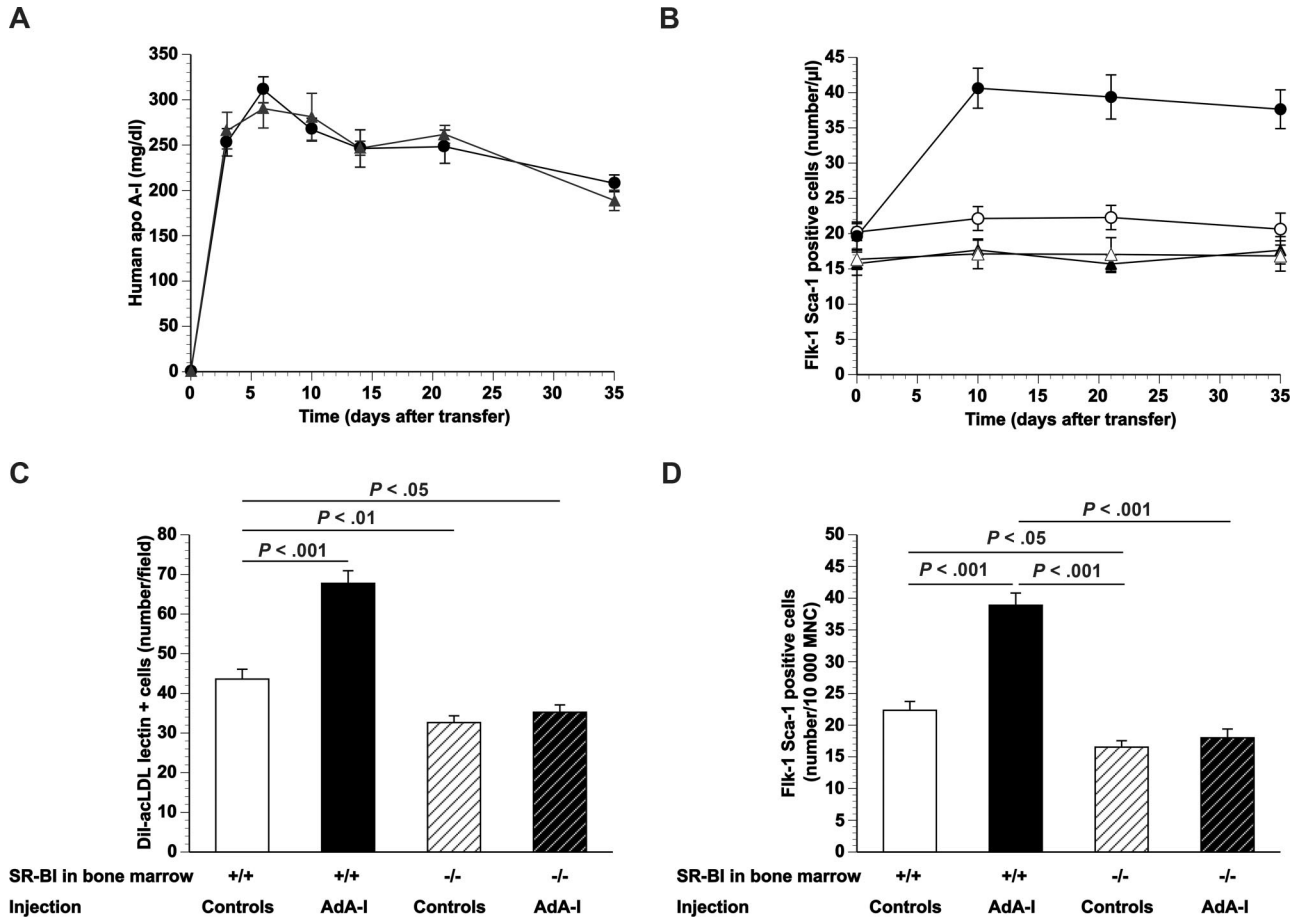 A
Human apo A-I (mg/dl)
350
300
250
200
150
100
50
0
0 5 10 15 20 25 30 35
Time (days after transfer)
B
Flk-1 Sca-1 positive cells (number/µl)
45
40
35
30
25
20
15
10
5
0
0 5 10 15 20 25 30 35
Time (days after transfer)
C
P < .05
P < .01
P < .001
Dil-acLDL lectin + cells (number/field)
80
70
60
50
40
30
20
10
0
SR-BI in bone marrow +/+ +/+ -/- -/-
Injection Controls AdA-I Controls AdA-I
D
P < .001
P < .05
P < .001 P < .001
Flk-1 Sca-1 positive cells
(number/10 000 MNC)
50
45
40
35
30
25
20
15
10
5
0
SR-BI in bone marrow +/+ +/+ -/- -/-
Injection Controls AdA-I Controls AdA-I